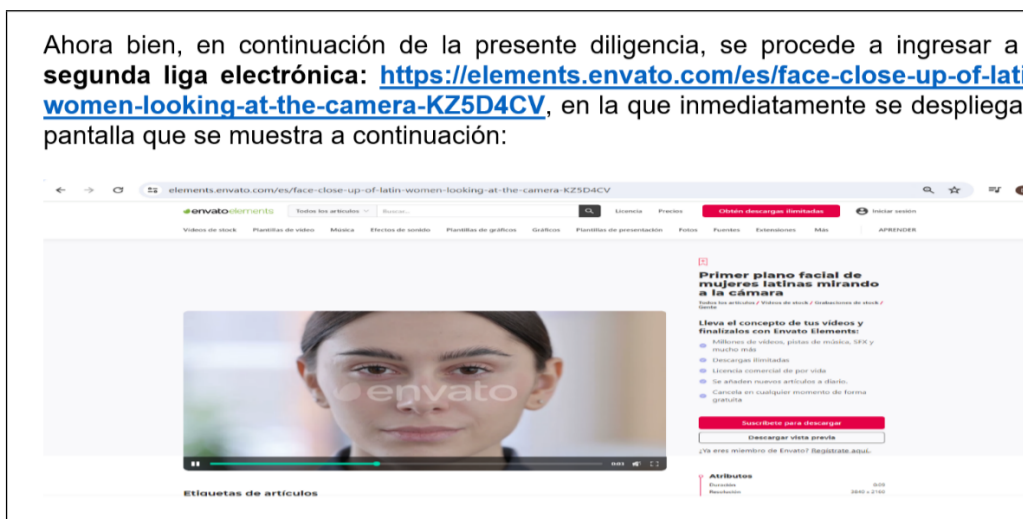 Ahora bien, en continuación de la presente diligencia, se procede a ingresar a
segunda liga electrónica: https://elements.envato.com/es/face-close-up-of-lati
women-looking-at-the-camera-KZ5D4CV, en la que inmediatamente se despliega
pantalla que se muestra a continuación:
elements.envato.com/es/face-close-up-of-latin-women-looking-at-the-camera-KZ5D4CV
envato elements Todos los artículos Buscar... Licencia Precios Obtén descargas ilimitadas Iniciar sesión
Vídeos de stock Plantillas de vídeo Música Efectos de sonido Plantillas de gráficos Gráficos Plantillas de presentación Fotos Fuentes Extensiones Más APRENDER
Primer plano facial de
mujeres latinas mirando
a la cámara
Todos los artículos / Vídeos de stock / Grabaciones de stock /
Gente
Lleva el concepto de tus vídeos y
finalízalos con Envato Elements:
Millones de vídeos, pistas de música, SFX y
mucho más
Descargas ilimitadas
Licencia comercial de por vida
Se añaden nuevos artículos a diario.
Cancela en cualquier momento de forma
gratuita
envato
Suscríbete para descargar
Descargar vista previa
¿Ya eres miembro de Envato? Regístrate aquí.
0:03
Atributos
Duración 0:05
Resolución 3840 x 2160
Etiquetas de artículos